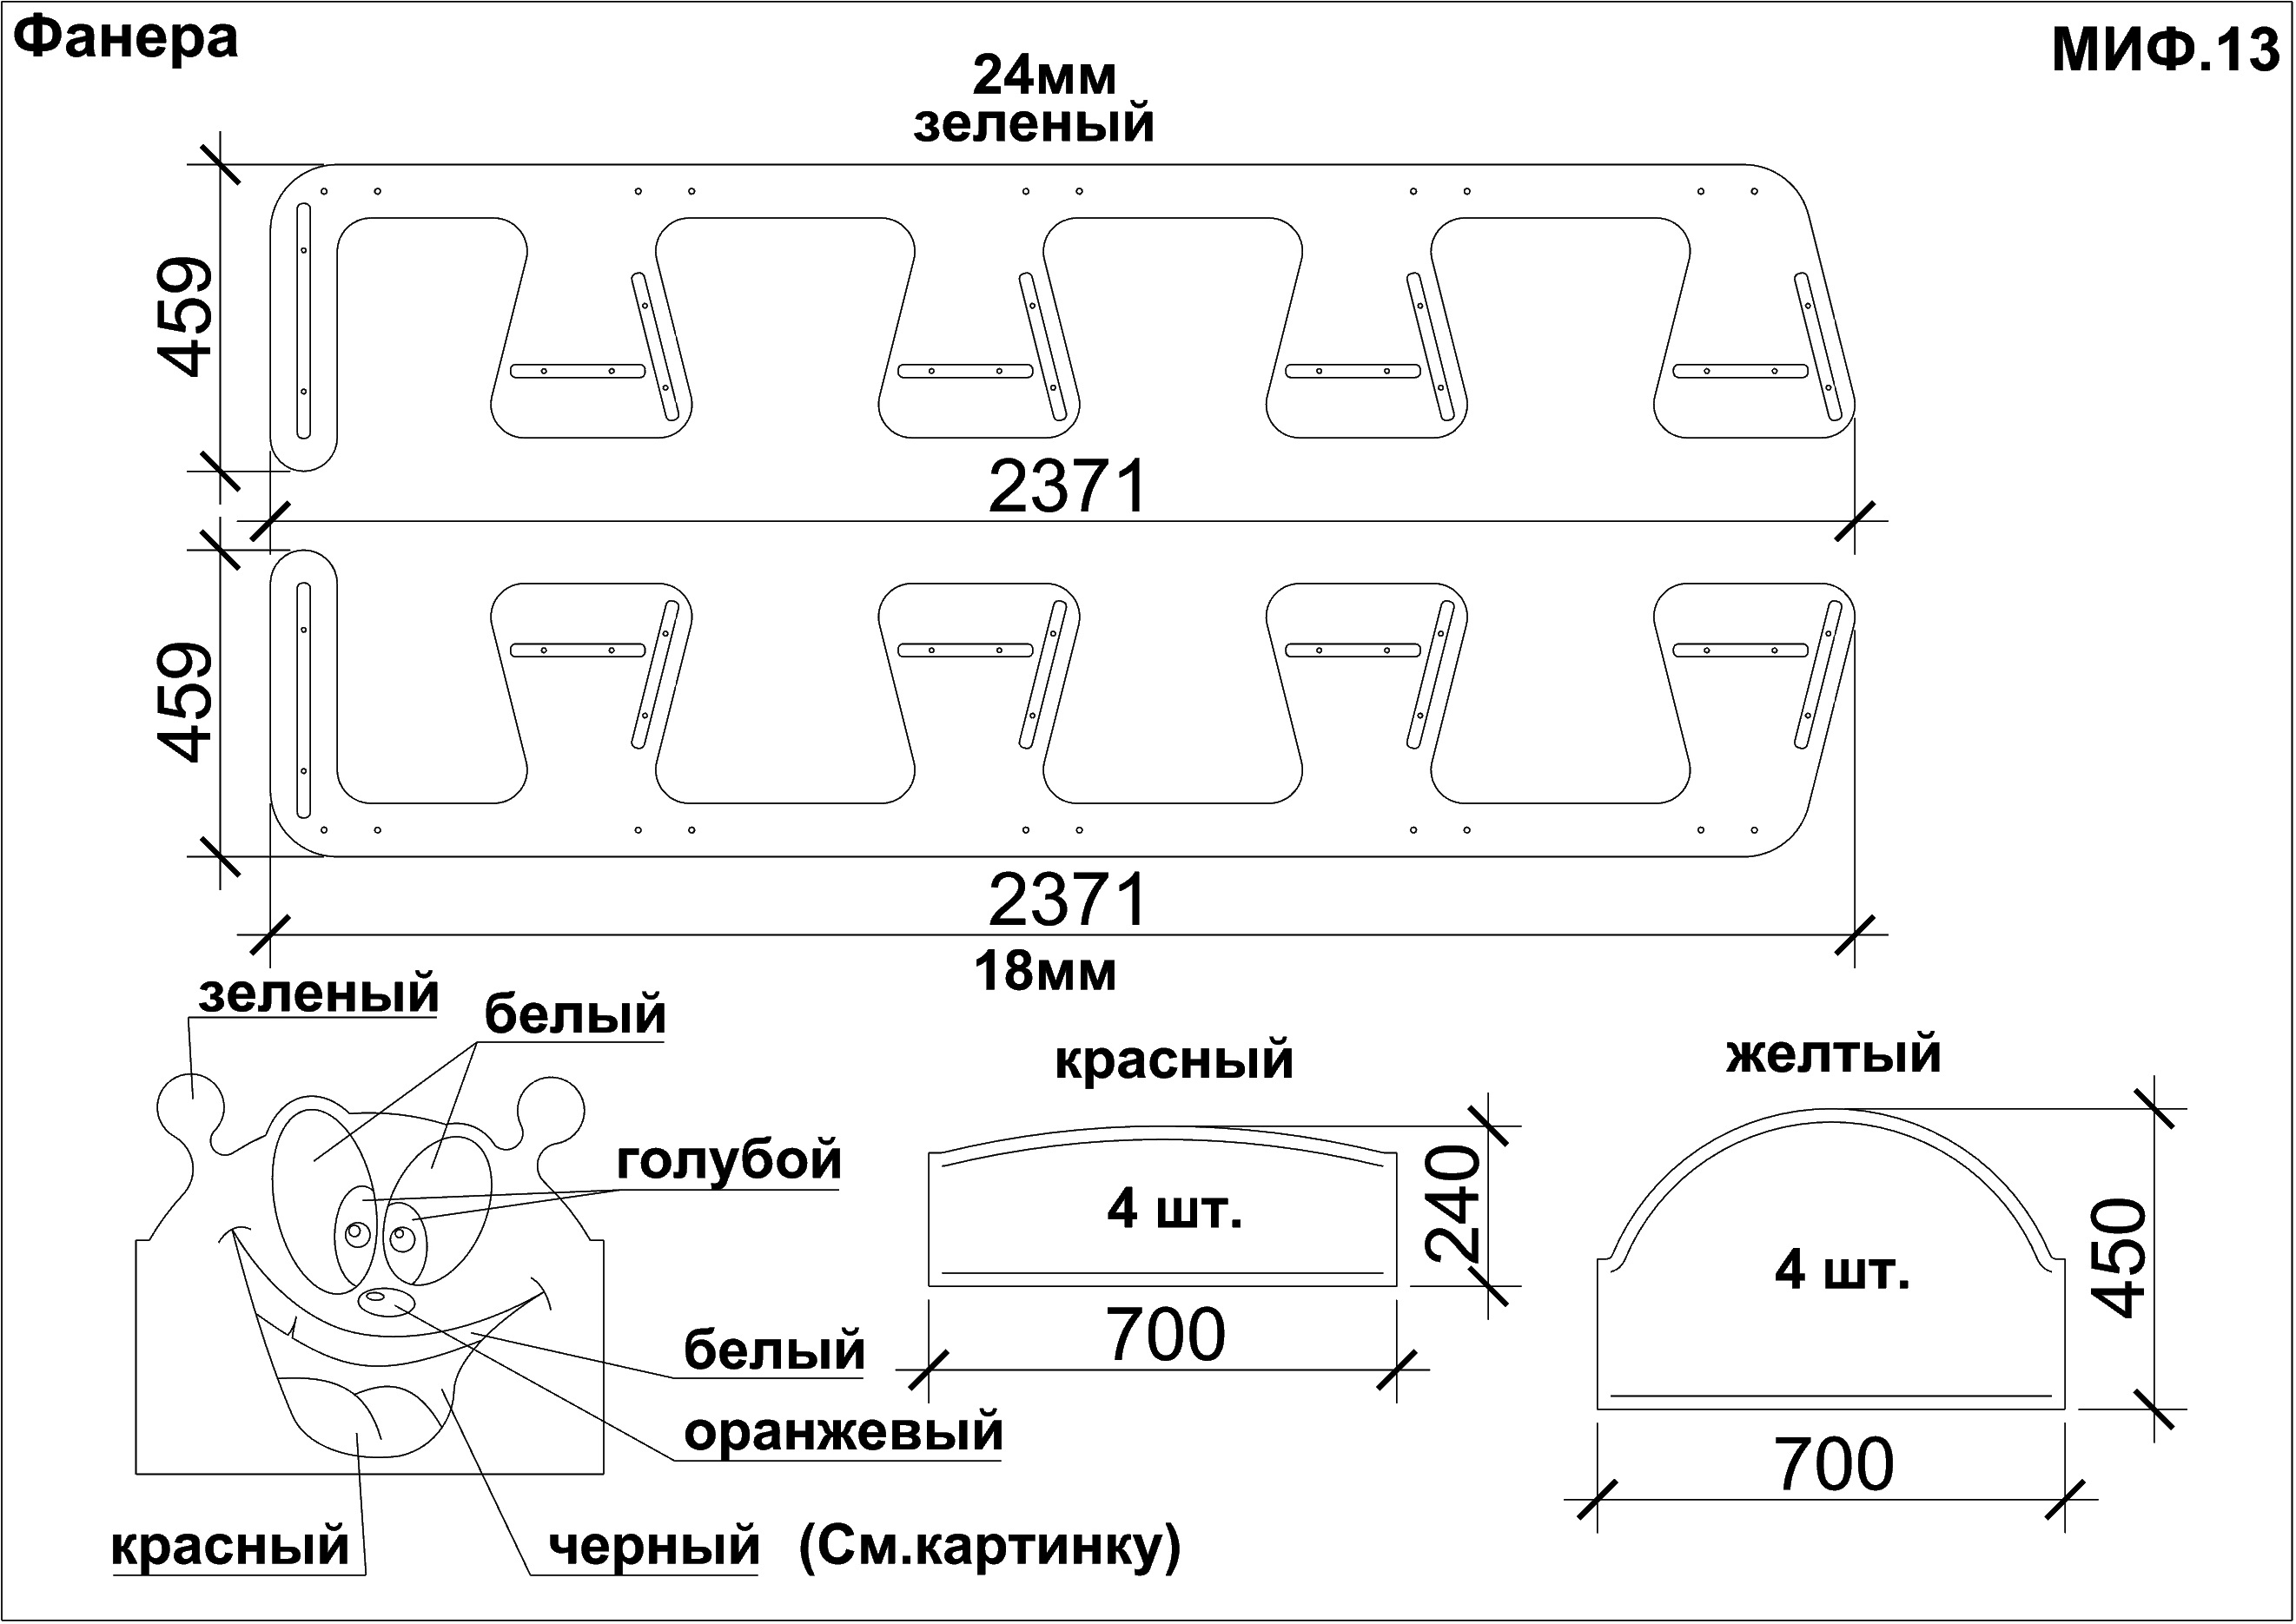 Фанера
МИФ.13
24мм
зеленый
459
2371
459
2371
18мм
зеленый
белый
красный
желтый
голубой
4 шт.
240
4 шт.
450
700
белый
700
оранжевый
красный
черный (См.картинку)